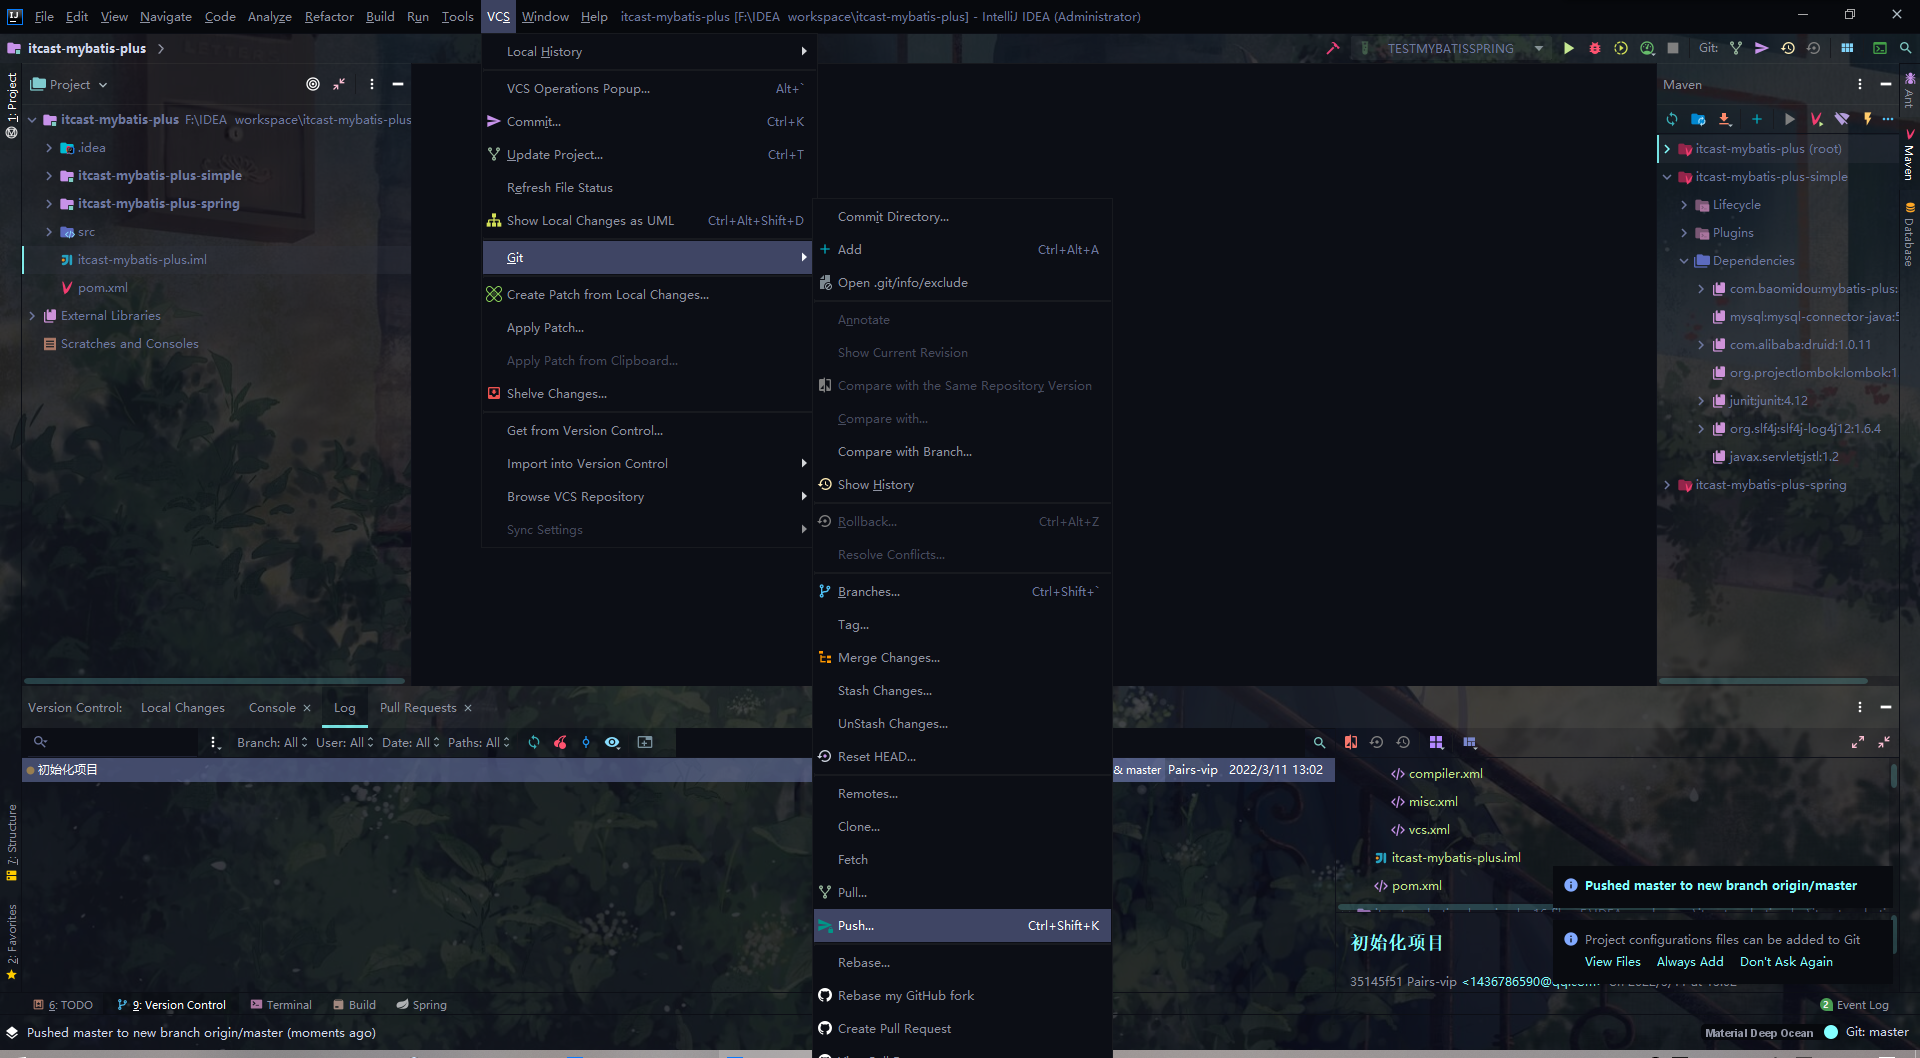 File Edit View Navigate Code Analyze Refactor Build Run Tools VCS Window Help itcast-mybatis-plus [F:\IDEA workspace\itcast-mybatis-plus] - IntelliJ IDEA (Administrator)
itcast-mybatis-plus
TESTMYBATISSPRING
Git:
1: Project
Project
itcast-mybatis-plus F:\IDEA workspace\itcast-mybatis-plus
.idea
itcast-mybatis-plus-simple
itcast-mybatis-plus-spring
src
itcast-mybatis-plus.iml
pom.xml
External Libraries
Scratches and Consoles
Local History
VCS Operations Popup... Alt+`
Commit... Ctrl+K
Update Project... Ctrl+T
Refresh File Status
Show Local Changes as UML Ctrl+Alt+Shift+D
Git
Create Patch from Local Changes...
Apply Patch...
Apply Patch from Clipboard...
Shelve Changes...
Get from Version Control...
Import into Version Control
Browse VCS Repository
Sync Settings
Commit Directory...
Add Ctrl+Alt+A
Open .git/info/exclude
Annotate
Show Current Revision
Compare with the Same Repository Version
Compare with...
Compare with Branch...
Show History
Rollback... Ctrl+Alt+Z
Resolve Conflicts...
Branches... Ctrl+Shift+`
Tag...
Merge Changes...
Stash Changes...
UnStash Changes...
Reset HEAD...
Remotes...
Clone...
Fetch
Pull...
Push... Ctrl+Shift+K
Rebase...
Rebase my GitHub fork
Create Pull Request
Maven
itcast-mybatis-plus (root)
itcast-mybatis-plus-simple
Lifecycle
Plugins
Dependencies
com.baomidou:mybatis-plus:
mysql:mysql-connector-java:5
com.alibaba:druid:1.0.11
org.projectlombok:lombok:1
junit:junit:4.12
org.slf4j:slf4j-log4j12:1.6.4
javax.servlet:jstl:1.2
itcast-mybatis-plus-spring
Ant
Maven
Database
Version Control: Local Changes Console Log Pull Requests
Branch: All User: All Date: All Paths: All
初始化项目
& master Pairs-vip 2022/3/11 13:02
compiler.xml
misc.xml
vcs.xml
itcast-mybatis-plus.iml
pom.xml
初始化项目
35145f51 Pairs-vip <1436786590@qq.com>
Pushed master to new branch origin/master
Project configurations files can be added to Git
View Files Always Add Don't Ask Again
7: Structure
2: Favorites
6: TODO 9: Version Control Terminal Build Spring
2 Event Log
Pushed master to new branch origin/master (moments ago)
Material Deep Ocean Git: master